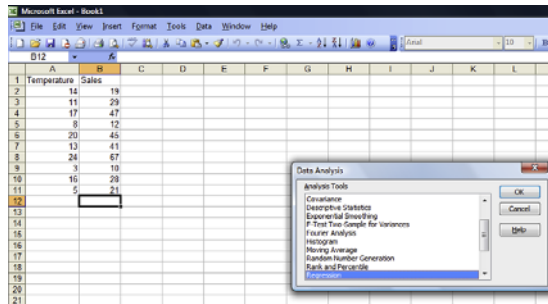 Microsoft Excel - Book1
File Edit View Insert Format Tools Data Window Help
Arial 10 B
B12 fx
A B C D E F G H I J K L
1 Temperature Sales
2 14 19
3 11 29
4 17 47
5 8 12
6 20 45
7 13 41
8 24 67
9 3 10
10 16 28
11 5 21
12
13
14
15
16
17
18
19
20
21
Data Analysis
Analysis Tools
Covariance
Descriptive Statistics
Exponential Smoothing
F-Test Two-Sample for Variances
Fourier Analysis
Histogram
Moving Average
Random Number Generation
Rank and Percentile
Regression
OK
Cancel
Help